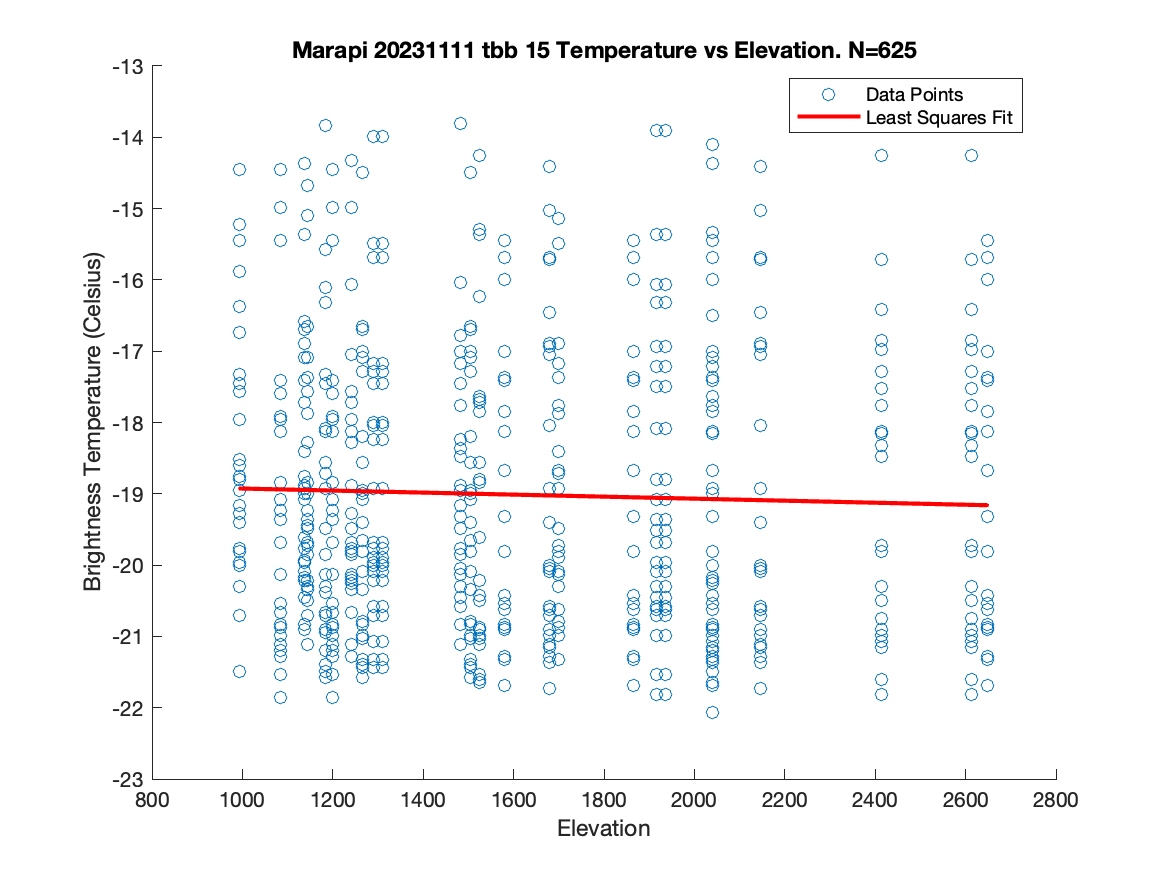 Marapi 20231111 tbb 15 Temperature vs Elevation. N=625
Data Points
Least Squares Fit
Brightness Temperature (Celsius)
-13
-14
-15
-16
-17
-18
-19
-20
-21
-22
-23
800 1000 1200 1400 1600 1800 2000 2200 2400 2600 2800
Elevation